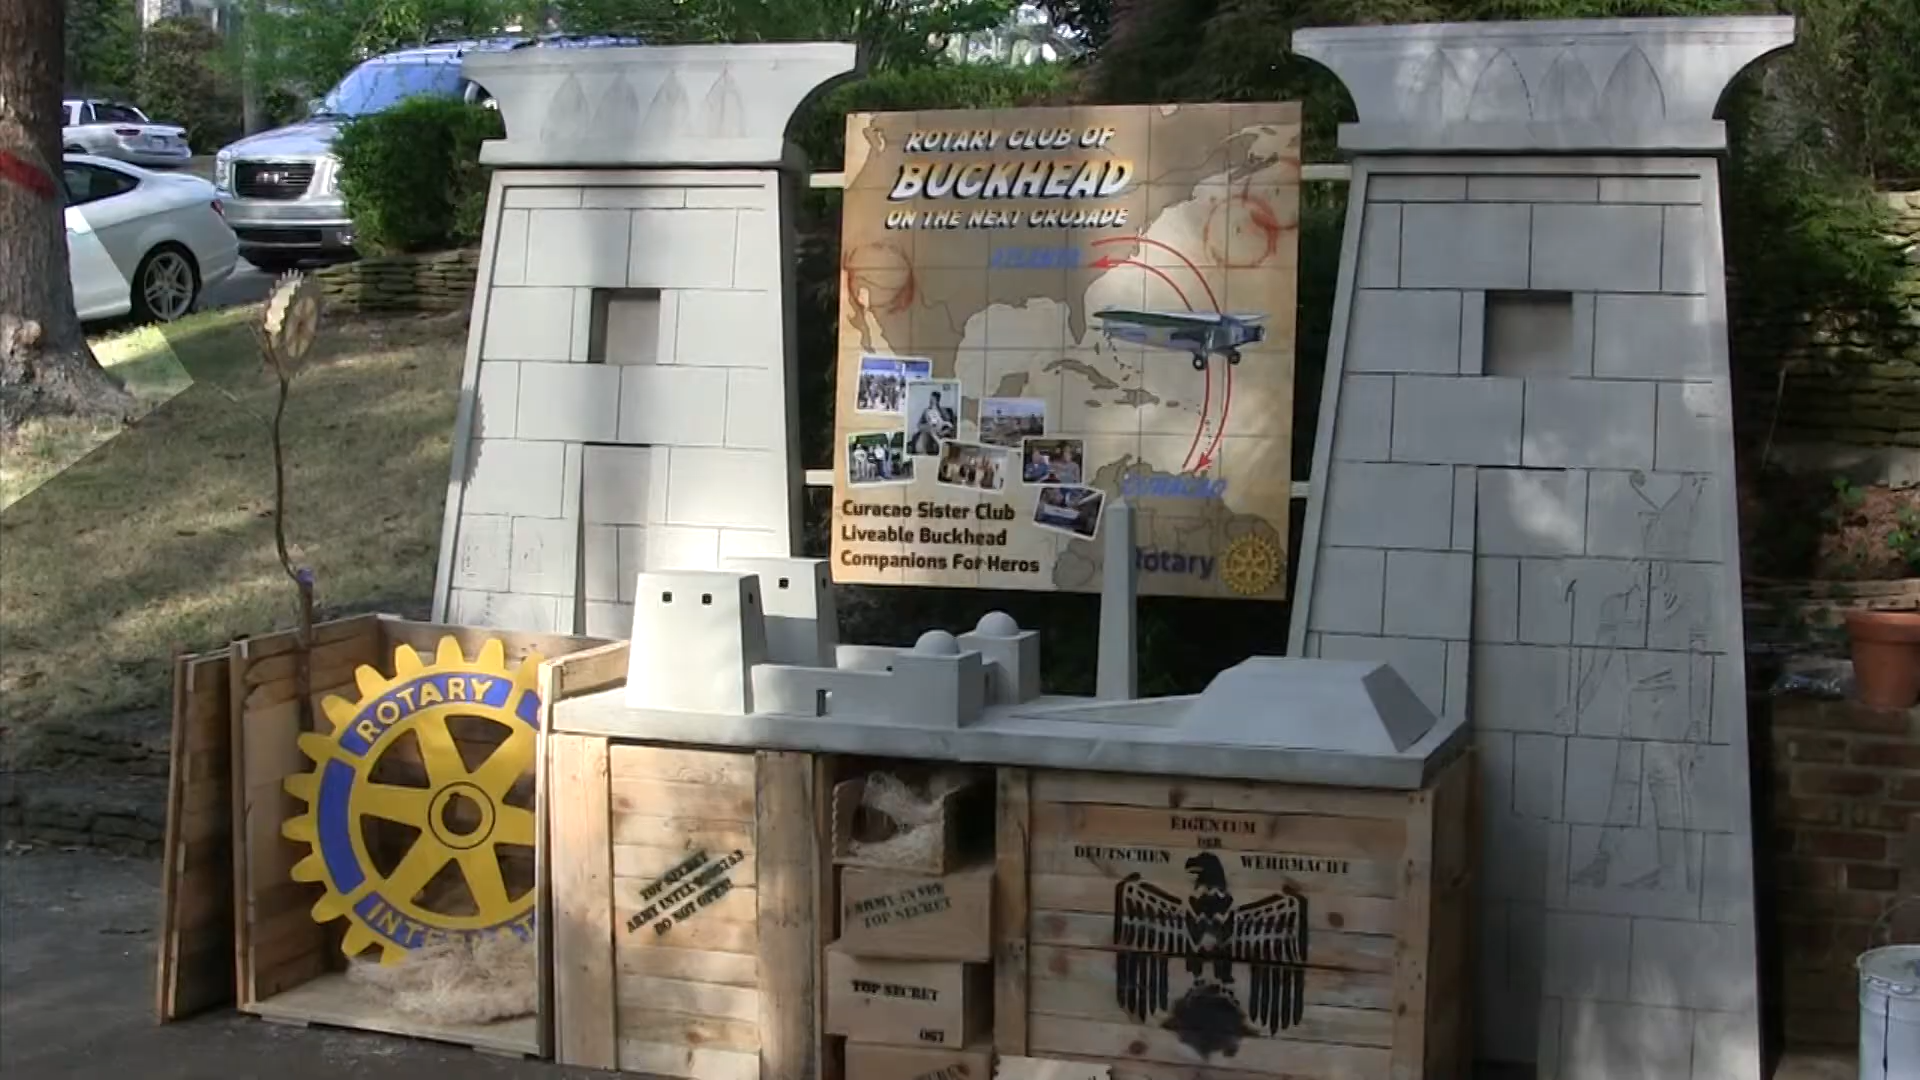 ROTARY CLUB OF
BUCKHEAD
ON THE NEXT CRUSADE
ATLANTA
CURACAO
Curacao Sister Club
Liveable Buckhead
Companions For Heros
Rotary
ROTARY
INTERNAT
TOP SECRET
ARMY INTEL
DO NOT OPEN!
TOP SECRET
TOP SECRET
EIGENTUM
DER
DEUTSCHEN WEHRMACHT